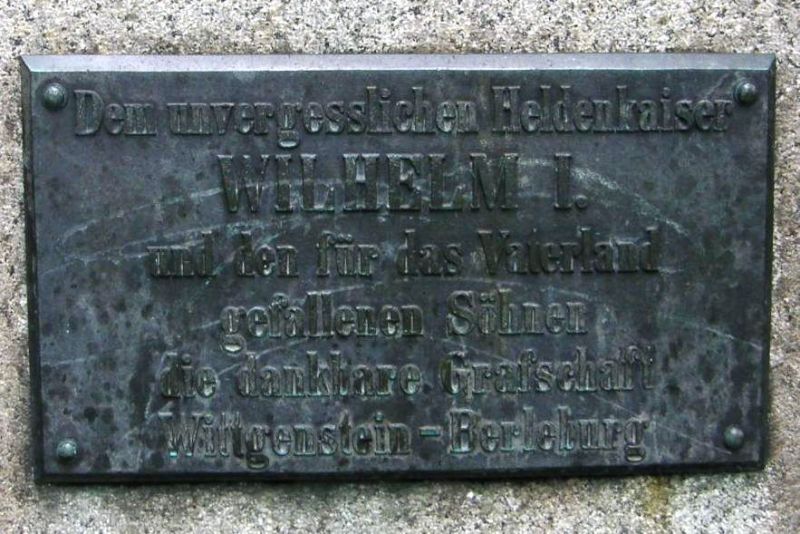 Dem unvergesslichen Heldenkaiser
WILHELM I.
und den für das Vaterland
gefallenen Söhnen
die dankbare Grafschaft
Wittgenstein-Berleburg